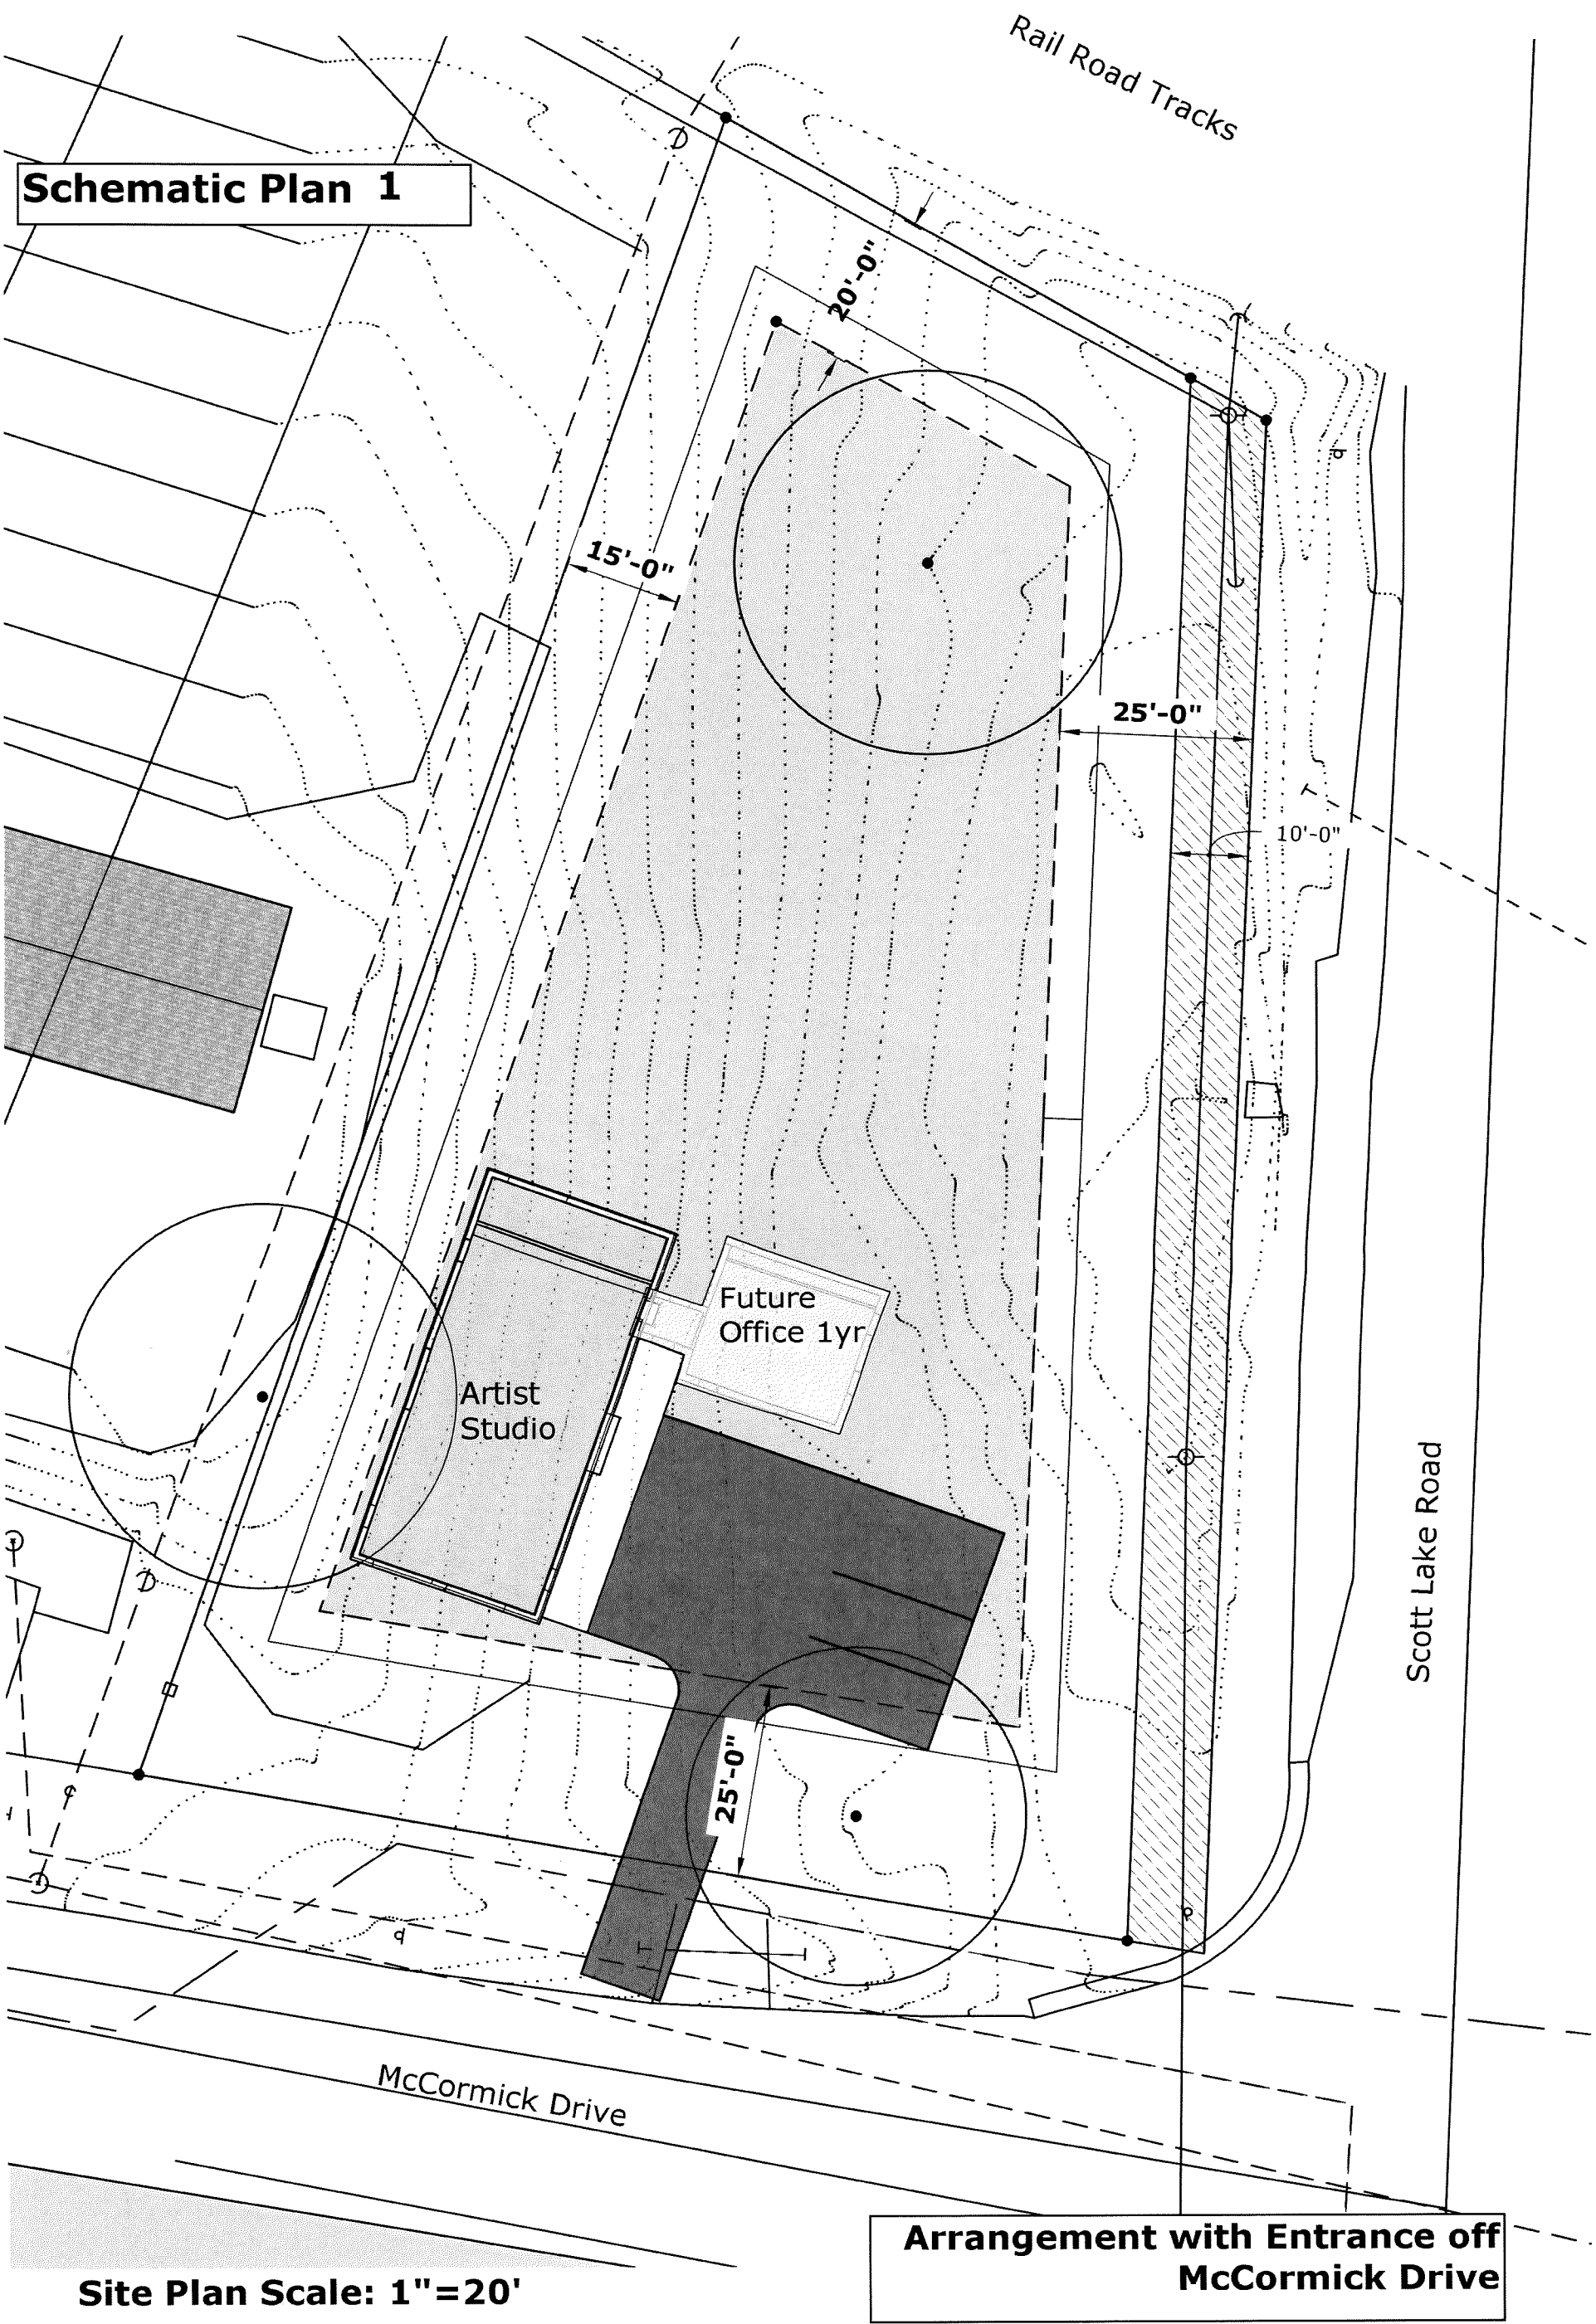 Rail Road Tracks
Schematic Plan 1
20'-0"
15'-0"
25'-0"
10'-0"
Future
Office 1yr
Artist
Studio
Scott Lake Road
25'-0"
McCormick Drive
Arrangement with Entrance off
McCormick Drive
Site Plan Scale: 1"=20'